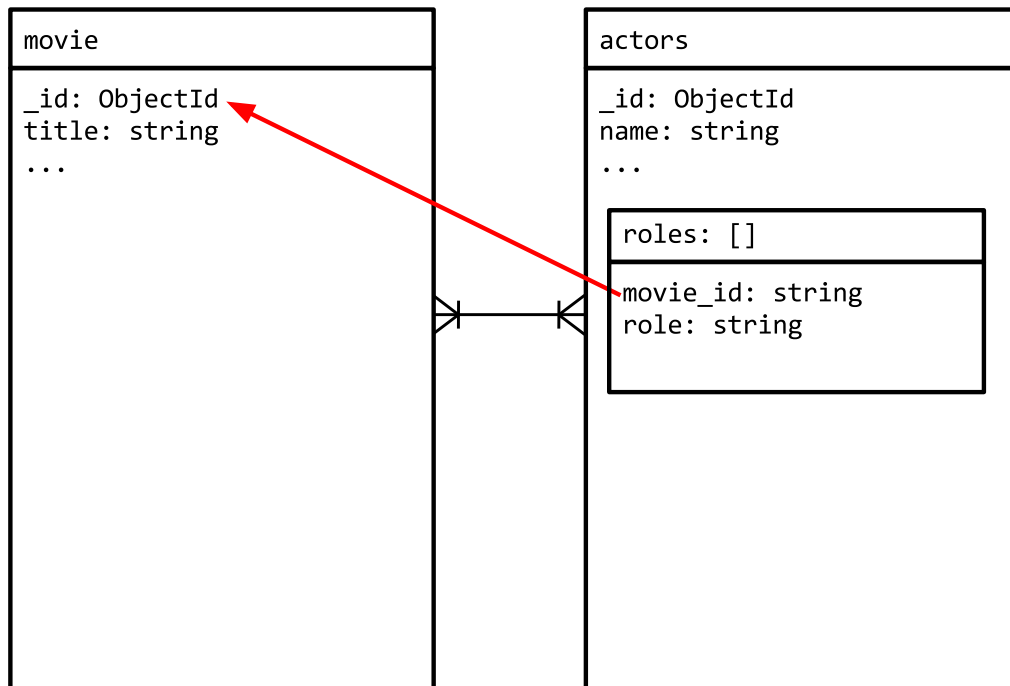 movie
_id: ObjectId
title: string
...
actors
_id: ObjectId
name: string
...
roles: []
movie_id: string
role: string